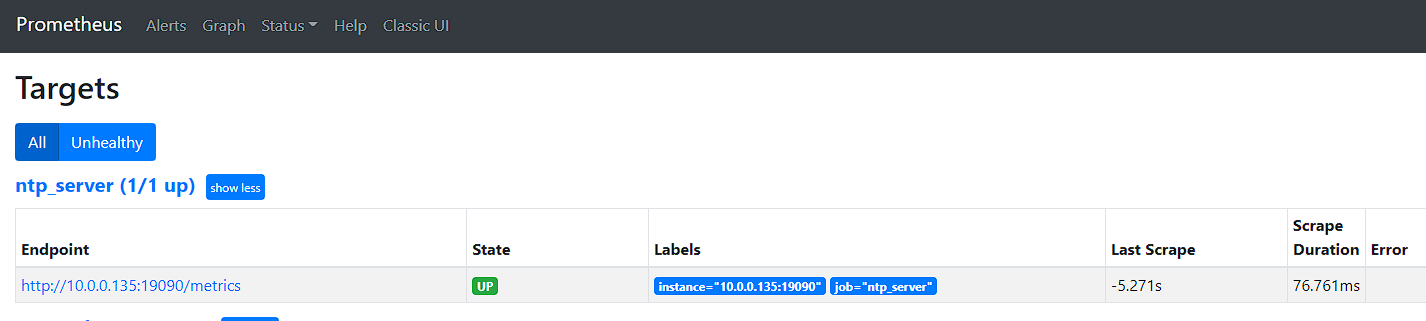 Prometheus Alerts Graph Status Help Classic UI
Targets
All Unhealthy
ntp_server (1/1 up) show less
Endpoint State Labels Last Scrape Scrape Duration Error
http://10.0.0.135:19090/metrics UP instance="10.0.0.135:19090" job="ntp_server" -5.271s 76.761ms